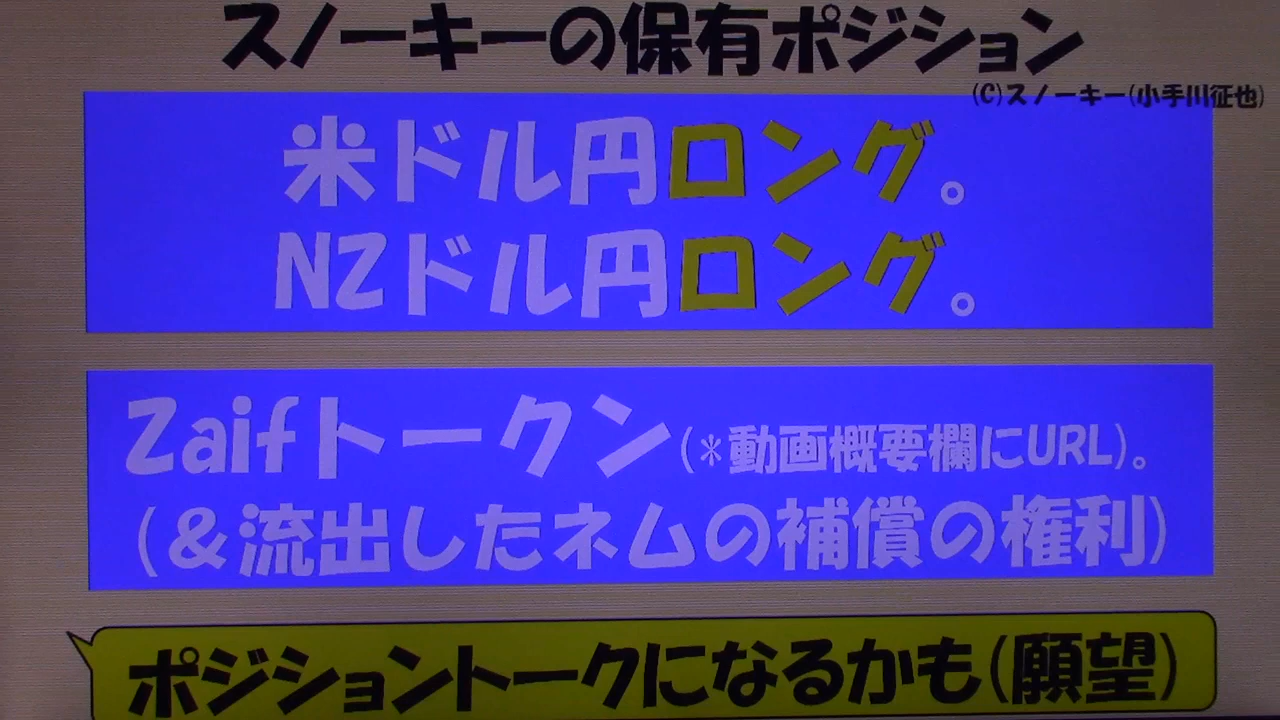 スノーキーの保有ポジション
(C)スノーキー(小手川征也)
米ドル円ロング。
NZドル円ロング。
Zaifトークン(*動画概要欄にURL)。
(&流出したネムの補償の権利)
ポジショントークになるかも(願望)